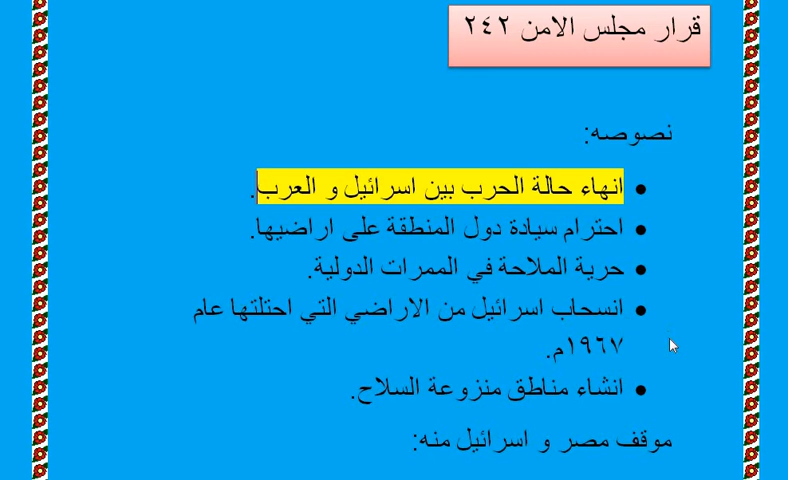 قرار مجلس الامن ٢٤٢
نصوصه:
• انهاء حالة الحرب بين اسرائيل و العرب.
• احترام سيادة دول المنطقة على اراضيها.
• حرية الملاحة في الممرات الدولية.
• انسحاب اسرائيل من الاراضي التي احتلتها عام
١٩٦٧م.
• انشاء مناطق منزوعة السلاح.
موقف مصر و اسرائيل منه: